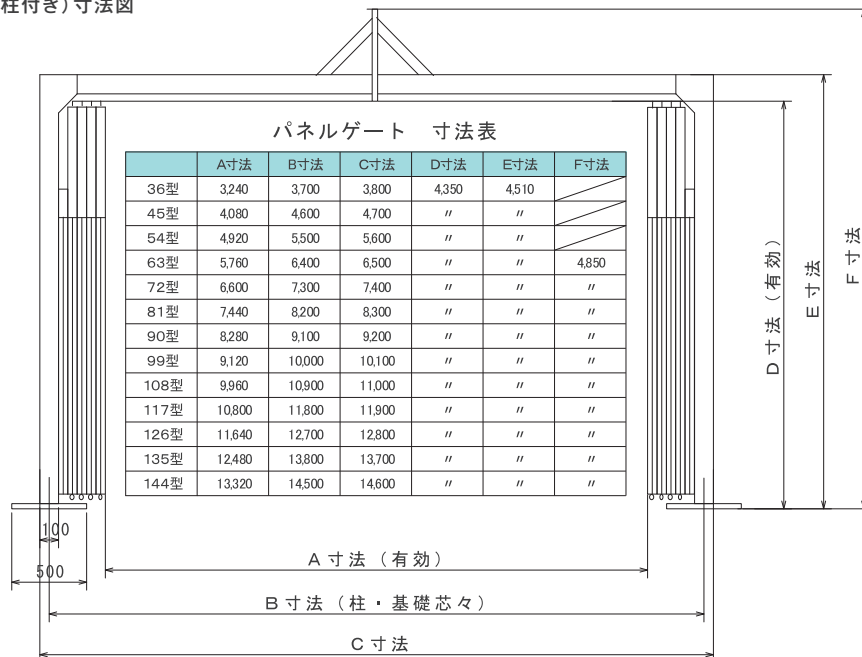 柱付き）寸法図
パネルゲート 寸法表
A寸法 B寸法 C寸法 D寸法 E寸法 F寸法
36型 3,240 3,700 3,800 4,350 4,510
45型 4,080 4,600 4,700 〃 〃
54型 4,920 5,500 5,600 〃 〃
63型 5,760 6,400 6,500 〃 〃 4,850
72型 6,600 7,300 7,400 〃 〃 〃
81型 7,440 8,200 8,300 〃 〃 〃
90型 8,280 9,100 9,200 〃 〃 〃
99型 9,120 10,000 10,100 〃 〃 〃
108型 9,960 10,900 11,000 〃 〃 〃
117型 10,800 11,800 11,900 〃 〃 〃
126型 11,640 12,700 12,800 〃 〃 〃
135型 12,480 13,800 13,700 〃 〃 〃
144型 13,320 14,500 14,600 〃 〃 〃
D寸法（有効）
E寸法
F寸法
100
500
A寸法（有効）
B寸法（柱・基礎芯々）
C寸法